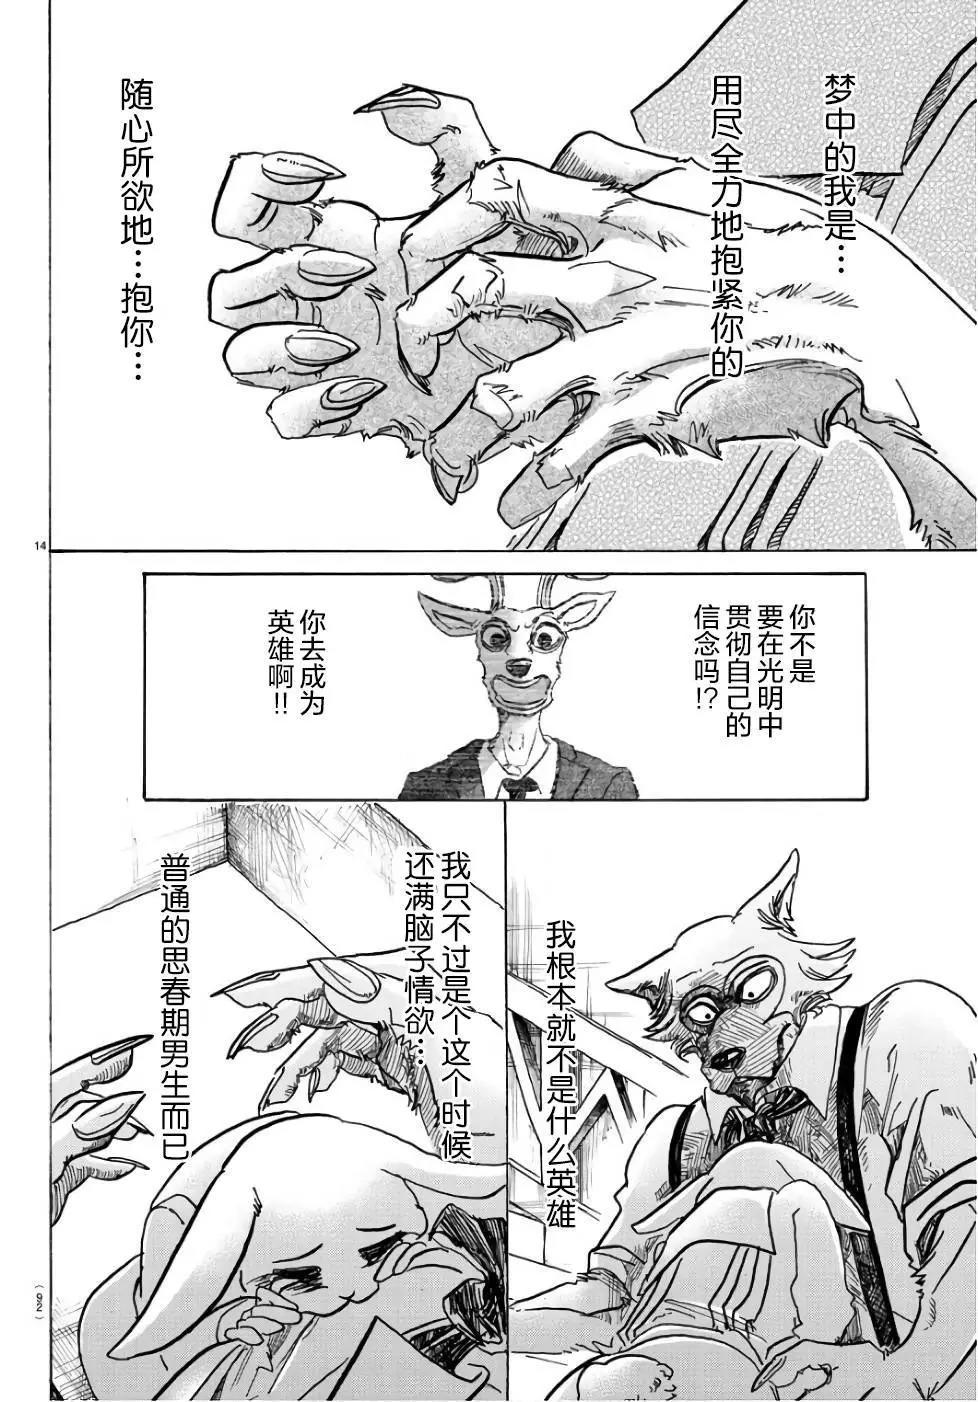 梦中的我是…
用尽全力地抱紧你的
随心所欲地…抱你…
14
你不是
要在光明中
贯彻自己的
信念吗!?
你去成为
英雄啊!!
我根本就不是什么英雄
我只不过是个这个时候
还满脑子情欲…
普通的思春期男生而已
(92)